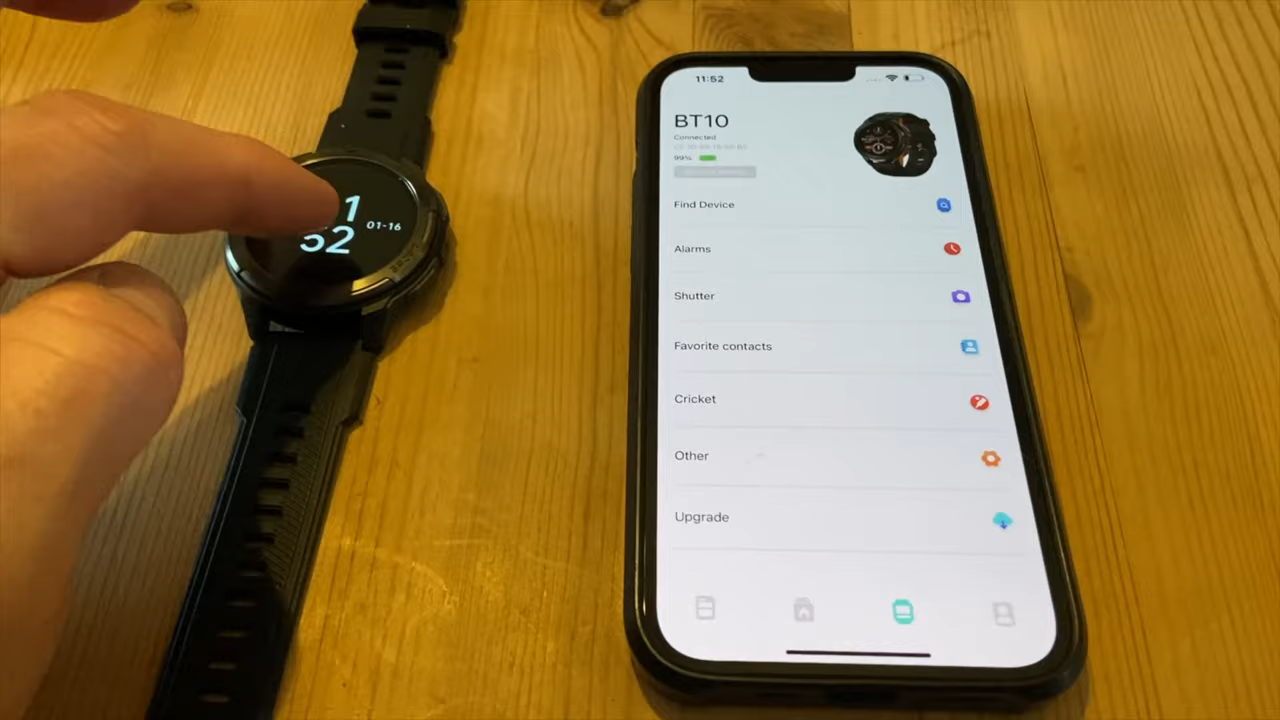 1
52
01-16
11:52
BT10
Connected
99%
Find Device
Alarms
Shutter
Favorite contacts
Cricket
Other
Upgrade